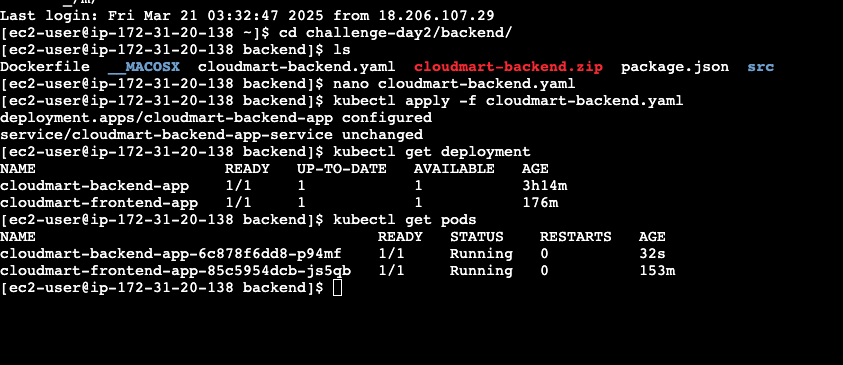 _/m/'
Last login: Fri Mar 21 03:32:47 2025 from 18.206.107.29
[ec2-user@ip-172-31-20-138 ~]$ cd challenge-day2/backend/
[ec2-user@ip-172-31-20-138 backend]$ ls
Dockerfile  __MACOSX  cloudmart-backend.yaml  cloudmart-backend.zip  package.json  src
[ec2-user@ip-172-31-20-138 backend]$ nano cloudmart-backend.yaml
[ec2-user@ip-172-31-20-138 backend]$ kubectl apply -f cloudmart-backend.yaml
deployment.apps/cloudmart-backend-app configured
service/cloudmart-backend-app-service unchanged
[ec2-user@ip-172-31-20-138 backend]$ kubectl get deployment
NAME                     READY   UP-TO-DATE   AVAILABLE   AGE
cloudmart-backend-app    1/1     1            1           3h14m
cloudmart-frontend-app   1/1     1            1           176m
[ec2-user@ip-172-31-20-138 backend]$ kubectl get pods
NAME                                      READY   STATUS    RESTARTS   AGE
cloudmart-backend-app-6c878f6dd8-p94mf    1/1     Running   0          32s
cloudmart-frontend-app-85c5954dcb-js5qb   1/1     Running   0          153m
[ec2-user@ip-172-31-20-138 backend]$